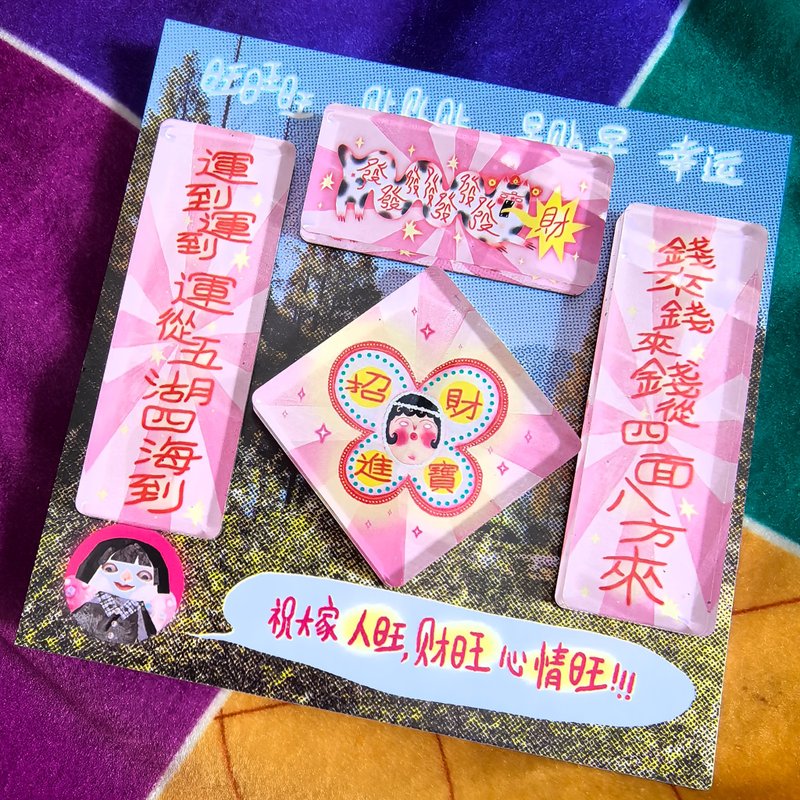 旺旺旺 幸运
發發發發發發發發財
運到運到運從五湖四海到
錢來錢來錢從四面八方來
招財
進寶
祝大家人旺,财旺心情旺!!!